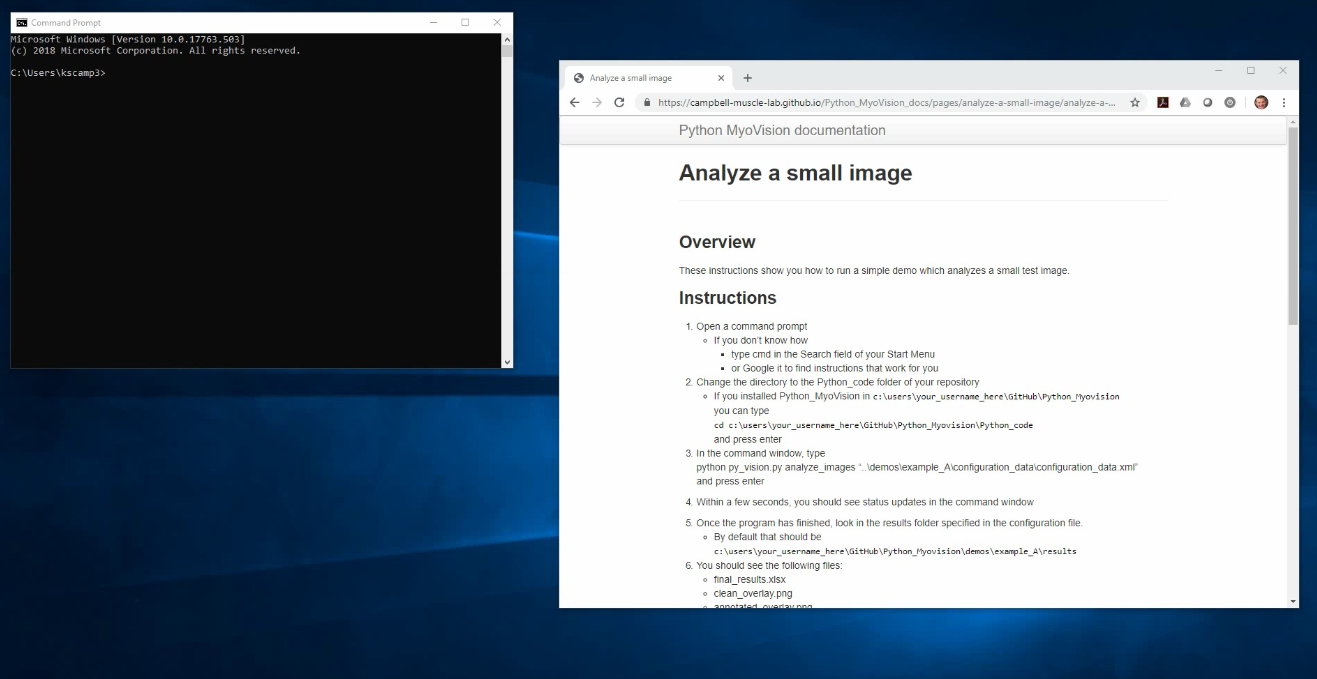 Command Prompt
Microsoft Windows [Version 10.0.17763.503]
(c) 2018 Microsoft Corporation. All rights reserved.
C:\Users\kscamp3>
Analyze a small image
https://campbell-muscle-lab.github.io/Python_MyoVision_docs/pages/analyze-a-small-image/analyze-a-...
Python MyoVision documentation
Analyze a small image
Overview
These instructions show you how to run a simple demo which analyzes a small test image.
Instructions
1. Open a command prompt
If you don't know how
type cmd in the Search field of your Start Menu
or Google it to find instructions that work for you
2. Change the directory to the Python_code folder of your repository
If you installed Python_MyoVision in c:\users\your_username_here\GitHub\Python_Myovision
you can type
cd c:\users\your_username_here\GitHub\Python_Myovision\Python_code
and press enter
3. In the command window, type
python py_vision.py analyze_images “..\demos\example_A\configuration_data\configuration_data.xml”
and press enter
4. Within a few seconds, you should see status updates in the command window
5. Once the program has finished, look in the results folder specified in the configuration file.
By default that should be
c:\users\your_username_here\GitHub\Python_Myovision\demos\example_A\results
6. You should see the following files:
final_results.xlsx
clean_overlay.png
annotated_overlay.png